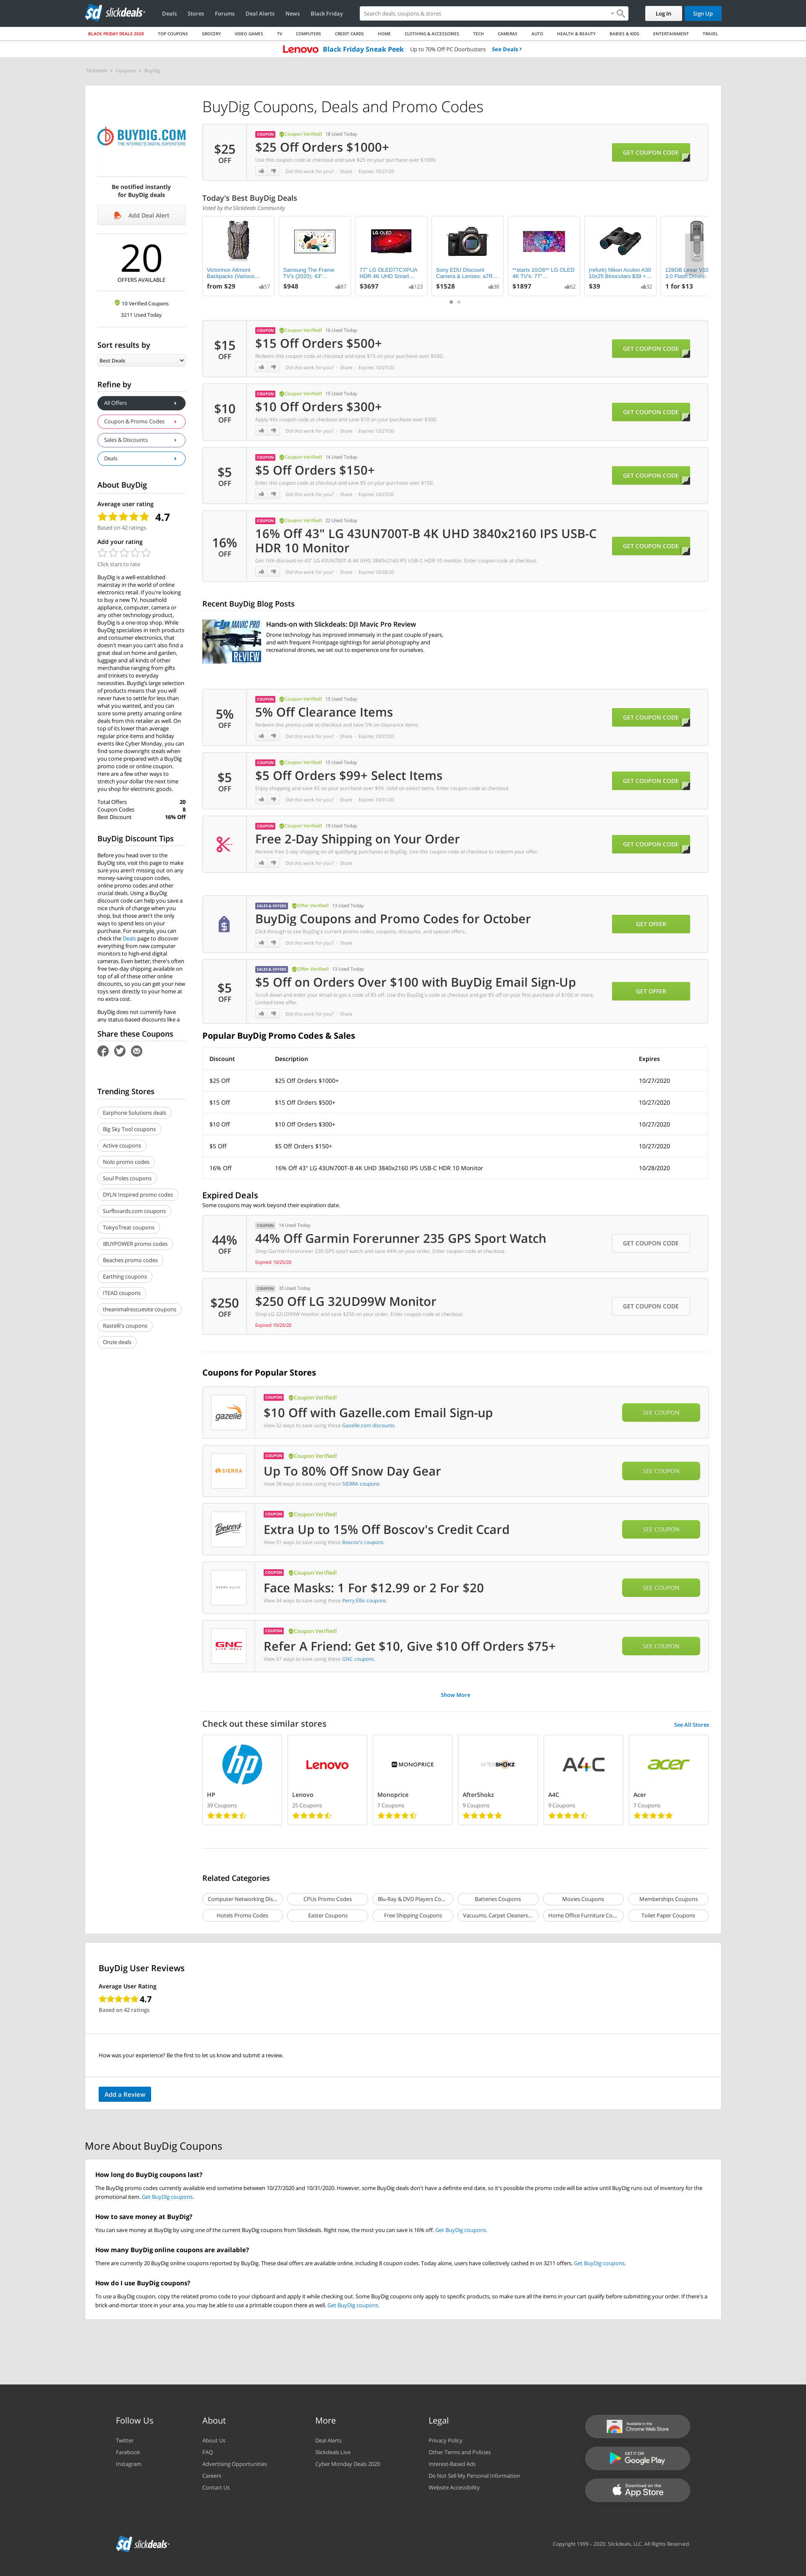 slickdeals
Deals Stores Forums Deal Alerts News Black Friday
Search deals, coupons & stores
Log In Sign Up
BLACK FRIDAY DEALS 2020 TOP COUPONS GROCERY VIDEO GAMES TV COMPUTERS CREDIT CARDS HOME CLOTHING & ACCESSORIES TECH CAMERAS AUTO HEALTH & BEAUTY BABIES & KIDS ENTERTAINMENT TRAVEL
Lenovo Black Friday Sneak Peek Up to 70% Off PC Doorbusters See Deals ›
Slickdeals Coupons BuyDig
BUYDIG.COM
THE INTERNET'S DIGITAL SUPERSTORE
Be notified instantly
for BuyDig deals
Add Deal Alert
20
OFFERS AVAILABLE
10 Verified Coupons
3211 Used Today
Sort results by
Best Deals
Refine by
All Offers
Coupon & Promo Codes
Sales & Discounts
Deals
About BuyDig
Average user rating
4.7
Based on 42 ratings
Add your rating
Click stars to rate
BuyDig is a well-established
mainstay in the world of online
electronics retail. If you're looking
to buy a new TV, household
appliance, computer, camera or
any other technology product,
BuyDig is a one-stop shop. While
BuyDig specializes in tech products
and consumer electronics, that
doesn't mean you can't also find a
great deal on home and garden,
luggage and all kinds of other
merchandise ranging from gifts
and trinkets to everyday
necessities. BuyDig's large selection
of products means that you will
never have to settle for less than
what you wanted, and you can
score some pretty amazing online
deals from this retailer as well. On
top of its lower than average
regular price items and holiday
events like Cyber Monday, you can
find some downright steals when
you come prepared with a BuyDig
promo code or online coupon.
Here are a few other ways to
stretch your dollar the next time
you shop for electronic goods.
Total Offers 20
Coupon Codes 8
Best Discount 16% Off
BuyDig Discount Tips
Before you head over to the
BuyDig site, visit this page to make
sure you aren't missing out on any
money-saving coupon codes,
online promo codes and other
crucial deals. Using a BuyDig
discount code can help you save a
nice chunk of change when you
shop, but those aren't the only
ways to spend less on your
purchase. For example, you can
check the Deals page to discover
everything from new computer
monitors to high-end digital
cameras. Even better, there's often
free two-day shipping available on
top of all of these other online
discounts, so you can get your new
toys sent directly to your home at
no extra cost.
BuyDig does not currently have
any status-based discounts like a
Share these Coupons
Trending Stores
Earphone Solutions deals
Big Sky Tool coupons
Active coupons
Nolo promo codes
Soul Poles coupons
DYLN Inspired promo codes
Surfboards.com coupons
TokyoTreat coupons
iBUYPOWER promo codes
Beaches promo codes
Earthing coupons
ITEAD coupons
theanimalrescuesite coupons
Rastelli's coupons
Onzie deals
BuyDig Coupons, Deals and Promo Codes
$25
OFF
COUPON Coupon Verified! 18 Used Today
$25 Off Orders $1000+
Use this coupon code at checkout and save $25 on your purchase over $1000.
Did this work for you? · Share · Expires 10/27/20
GET COUPON CODE
Today's Best BuyDig Deals
Voted by the Slickdeals Community
Victorinox Altmont
Backpacks (Various...
from $29 57
Samsung The Frame
TV's (2020): 43"...
$948 87
77" LG OLED77CXPUA
HDR 4K UHD Smart...
$3697 123
Sony EDU Discount
Camera & Lenses: a7R...
$1528 38
**starts 10/28** LG OLED
4K TV's: 77"...
$1897 62
(refurb) Nikon Aculon A30
10x25 Binoculars $39 +...
$39 32
128GB Lexar V10
3.0 Flash Drives
1 for $13
$15
OFF
COUPON Coupon Verified! 16 Used Today
$15 Off Orders $500+
Redeem this coupon code at checkout and save $15 on your purchase over $500.
Did this work for you? · Share · Expires 10/27/20
GET COUPON CODE
$10
OFF
COUPON Coupon Verified! 15 Used Today
$10 Off Orders $300+
Apply this coupon code at checkout and save $10 on your purchase over $300.
Did this work for you? · Share · Expires 10/27/20
GET COUPON CODE
$5
OFF
COUPON Coupon Verified! 14 Used Today
$5 Off Orders $150+
Enter this coupon code at checkout and save $5 on your purchase over $150.
Did this work for you? · Share · Expires 10/27/20
GET COUPON CODE
16%
OFF
COUPON Coupon Verified! 22 Used Today
16% Off 43" LG 43UN700T-B 4K UHD 3840x2160 IPS USB-C
HDR 10 Monitor
Get 16% discount on 43" LG 43UN700T-B 4K UHD 3840x2160 IPS USB-C HDR 10 monitor. Enter coupon code at checkout.
Did this work for you? · Share · Expires 10/28/20
GET COUPON CODE
Recent BuyDig Blog Posts
DJI MAVIC PRO
REVIEW
Hands-on with Slickdeals: DJI Mavic Pro Review
Drone technology has improved immensely in the past couple of years,
and with frequent Frontpage sightings for aerial photography and
recreational drones, we set out to experience one for ourselves.
5%
OFF
COUPON Coupon Verified! 15 Used Today
5% Off Clearance Items
Redeem this promo code at checkout and save 5% on clearance items.
Did this work for you? · Share · Expires 10/27/20
GET COUPON CODE
$5
OFF
COUPON Coupon Verified! 15 Used Today
$5 Off Orders $99+ Select Items
Enjoy shopping and save $5 on your purchase over $99. Valid on select items. Enter coupon code at checkout.
Did this work for you? · Share · Expires 10/31/20
GET COUPON CODE
COUPON Coupon Verified! 19 Used Today
Free 2-Day Shipping on Your Order
Receive free 2-day shipping on all qualifying purchases at BuyDig. Use this coupon code at checkout to redeem your offer.
Did this work for you? · Share
GET COUPON CODE
SALES & OFFERS Offer Verified! 13 Used Today
BuyDig Coupons and Promo Codes for October
Click through to see BuyDig's current promo codes, coupons, discounts, and special offers.
Did this work for you? · Share
GET OFFER
$5
OFF
SALES & OFFERS Offer Verified! 13 Used Today
$5 Off on Orders Over $100 with BuyDig Email Sign-Up
Scroll down and enter your email to get a code of $5 off. Use this BuyDig's code at checkout and get $5 off on your first purchase of $100 or more.
Limited time offer.
Did this work for you? · Share
GET OFFER
Popular BuyDig Promo Codes & Sales
Discount Description Expires
$25 Off $25 Off Orders $1000+ 10/27/2020
$15 Off $15 Off Orders $500+ 10/27/2020
$10 Off $10 Off Orders $300+ 10/27/2020
$5 Off $5 Off Orders $150+ 10/27/2020
16% Off 16% Off 43" LG 43UN700T-B 4K UHD 3840x2160 IPS USB-C HDR 10 Monitor 10/28/2020
Expired Deals
Some coupons may work beyond their expiration date.
44%
OFF
COUPON 14 Used Today
44% Off Garmin Forerunner 235 GPS Sport Watch
Shop Garmin Forerunner 235 GPS sport watch and save 44% on your order. Enter coupon code at checkout.
Expired 10/25/20
GET COUPON CODE
$250
OFF
COUPON 35 Used Today
$250 Off LG 32UD99W Monitor
Shop LG 32UD99W monitor and save $250 on your order. Enter coupon code at checkout.
Expired 10/25/20
GET COUPON CODE
Coupons for Popular Stores
gazelle
COUPON Coupon Verified!
$10 Off with Gazelle.com Email Sign-up
View 32 ways to save using these Gazelle.com discounts.
SEE COUPON
SIERRA
COUPON Coupon Verified!
Up To 80% Off Snow Day Gear
View 38 ways to save using these SIERRA coupons.
SEE COUPON
Boscov's
COUPON Coupon Verified!
Extra Up to 15% Off Boscov's Credit Ccard
View 51 ways to save using these Boscov's coupons.
SEE COUPON
PERRY ELLIS
COUPON Coupon Verified!
Face Masks: 1 For $12.99 or 2 For $20
View 34 ways to save using these Perry Ellis coupons.
SEE COUPON
GNC
LIVE WELL
COUPON Coupon Verified!
Refer A Friend: Get $10, Give $10 Off Orders $75+
View 37 ways to save using these GNC coupons.
SEE COUPON
Show More
Check out these similar stores See All Stores
hp
HP
39 Coupons
Lenovo
Lenovo
25 Coupons
MONOPRICE
Monoprice
7 Coupons
AFTERSHOKZ
AfterShokz
9 Coupons
A4C
A4C
9 Coupons
acer
Acer
7 Coupons
Related Categories
Computer Networking Dis... CPUs Promo Codes Blu-Ray & DVD Players Co... Batteries Coupons Movies Coupons Memberships Coupons
Hotels Promo Codes Easter Coupons Free Shipping Coupons Vacuums, Carpet Cleaners... Home Office Furniture Co... Toilet Paper Coupons
BuyDig User Reviews
Average User Rating
4.7
Based on 42 ratings
How was your experience? Be the first to let us know and submit a review.
Add a Review
More About BuyDig Coupons
How long do BuyDig coupons last?
The BuyDig promo codes currently available end sometime between 10/27/2020 and 10/31/2020. However, some BuyDig deals don't have a definite end date, so it's possible the promo code will be active until BuyDig runs out of inventory for the
promotional item. Get BuyDig coupons.
How to save money at BuyDig?
You can save money at BuyDig by using one of the current BuyDig coupons from Slickdeals. Right now, the most you can save is 16% off. Get BuyDig coupons.
How many BuyDig online coupons are available?
There are currently 20 BuyDig online coupons reported by BuyDig. These deal offers are available online, including 8 coupon codes. Today alone, users have collectively cashed in on 3211 offers. Get BuyDig coupons.
How do I use BuyDig coupons?
To use a BuyDig coupon, copy the related promo code to your clipboard and apply it while checking out. Some BuyDig coupons only apply to specific products, so make sure all the items in your cart qualify before submitting your order. If there's a
brick-and-mortar store in your area, you may be able to use a printable coupon there as well. Get BuyDig coupons.
Follow Us
Twitter
Facebook
Instagram
About
About Us
FAQ
Advertising Opportunities
Careers
Contact Us
More
Deal Alerts
Slickdeals Live
Cyber Monday Deals 2020
Legal
Privacy Policy
Other Terms and Policies
Interest-Based Ads
Do Not Sell My Personal Information
Website Accessibility
Available in the
Chrome Web Store
GET IT ON
Google Play
Download on the
App Store
slickdeals
Copyright 1999 - 2020. Slickdeals, LLC. All Rights Reserved.